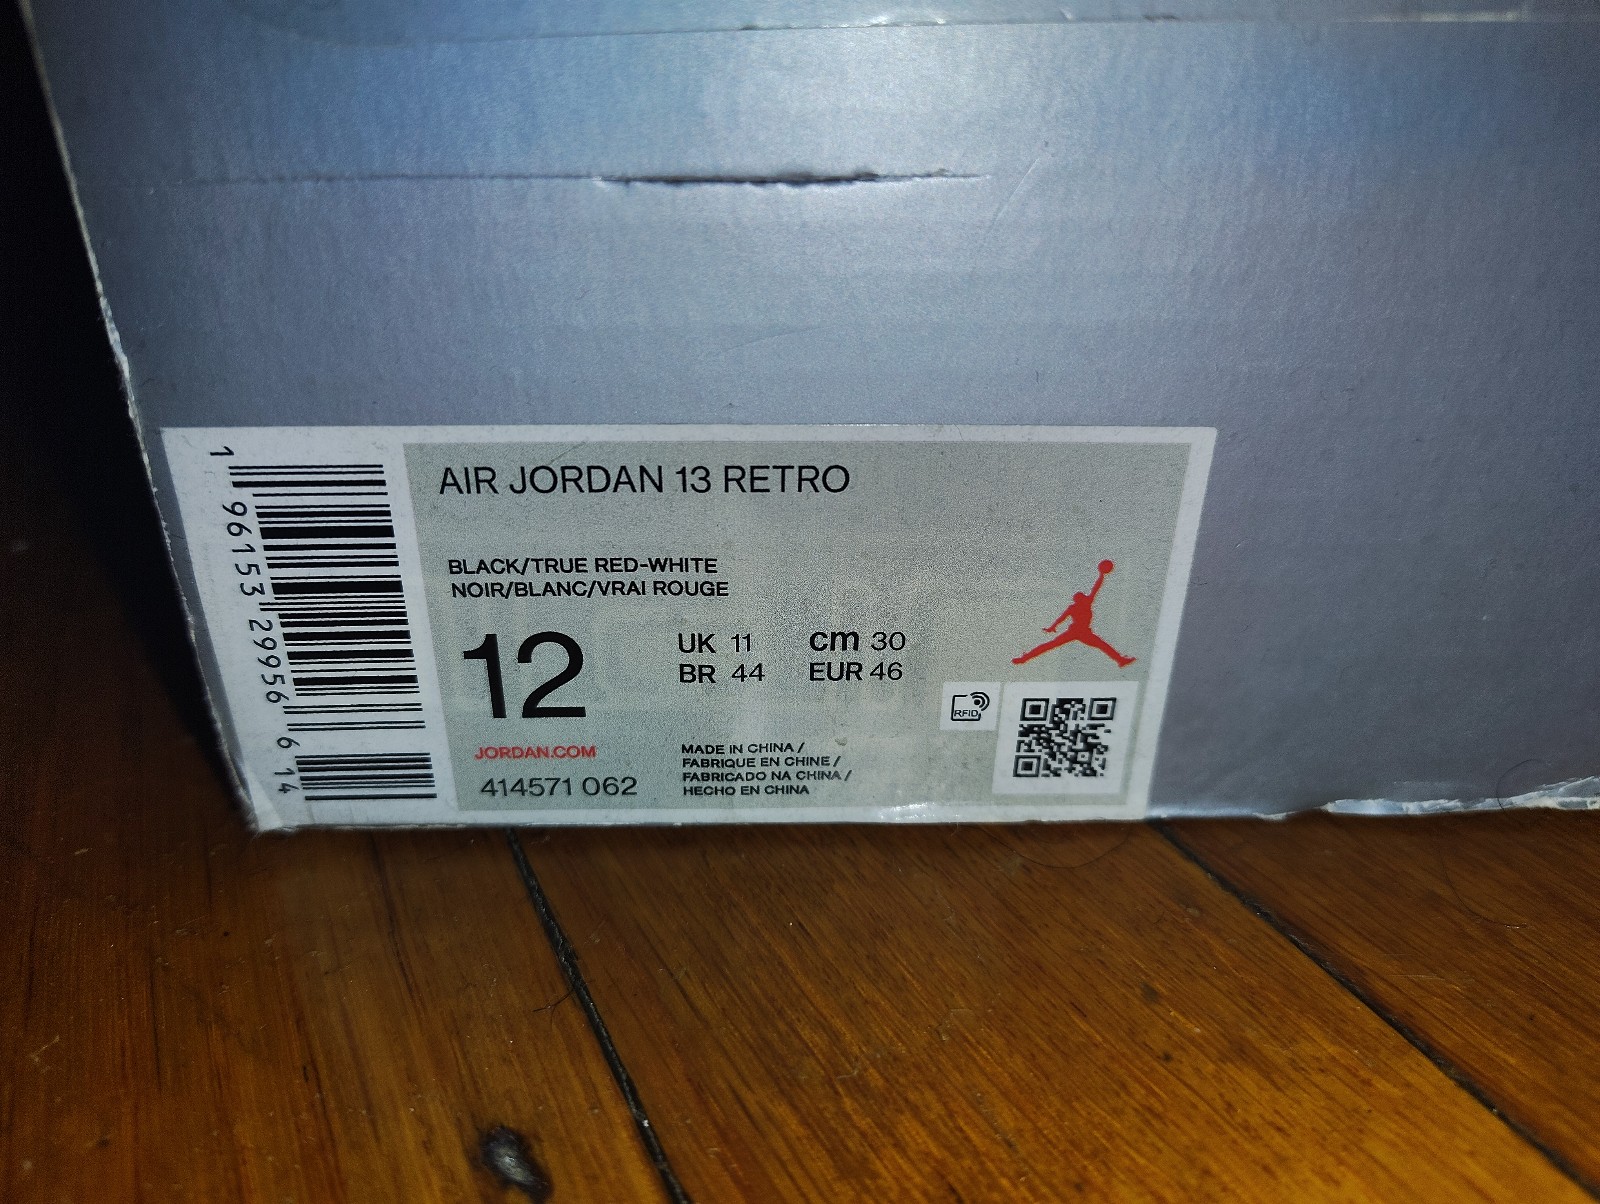 1 96153 29956 6 14
AIR JORDAN 13 RETRO
BLACK/TRUE RED-WHITE
NOIR/BLANC/VRAI ROUGE
12
UK 11 cm 30
BR 44 EUR 46
RFID
JORDAN.COM
414571 062
MADE IN CHINA /
FABRIQUE EN CHINE /
FABRICADO NA CHINA /
HECHO EN CHINA